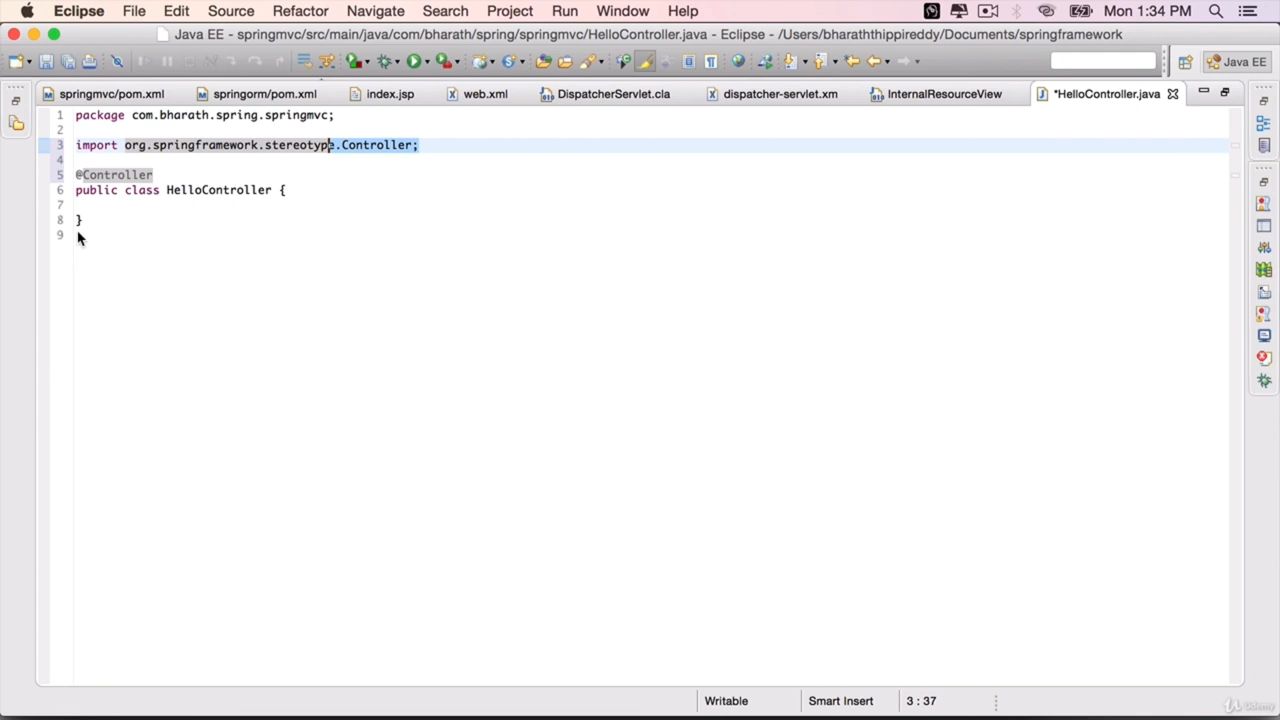 Eclipse File Edit Source Refactor Navigate Search Project Run Window Help Mon 1:34 PM
Java EE - springmvc/src/main/java/com/bharath/spring/springmvc/HelloController.java - Eclipse - /Users/bharaththippireddy/Documents/springframework
Java EE
springmvc/pom.xml springorm/pom.xml index.jsp web.xml DispatcherServlet.cla dispatcher-servlet.xm InternalResourceView *HelloController.java
1 package com.bharath.spring.springmvc;
2
3 import org.springframework.stereotype.Controller;
4
5 @Controller
6 public class HelloController {
7
8 }
9
Writable Smart Insert 3 : 37
Udemy